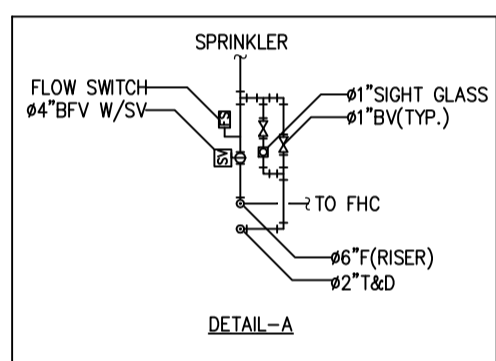 SPRINKLER
FLOW SWITCH
FS
ø4"BFV W/SV
SV
ø1"SIGHT GLASS
ø1"BV(TYP.)
TO FHC
ø6"F(RISER)
ø2"T&D
DETAIL-A